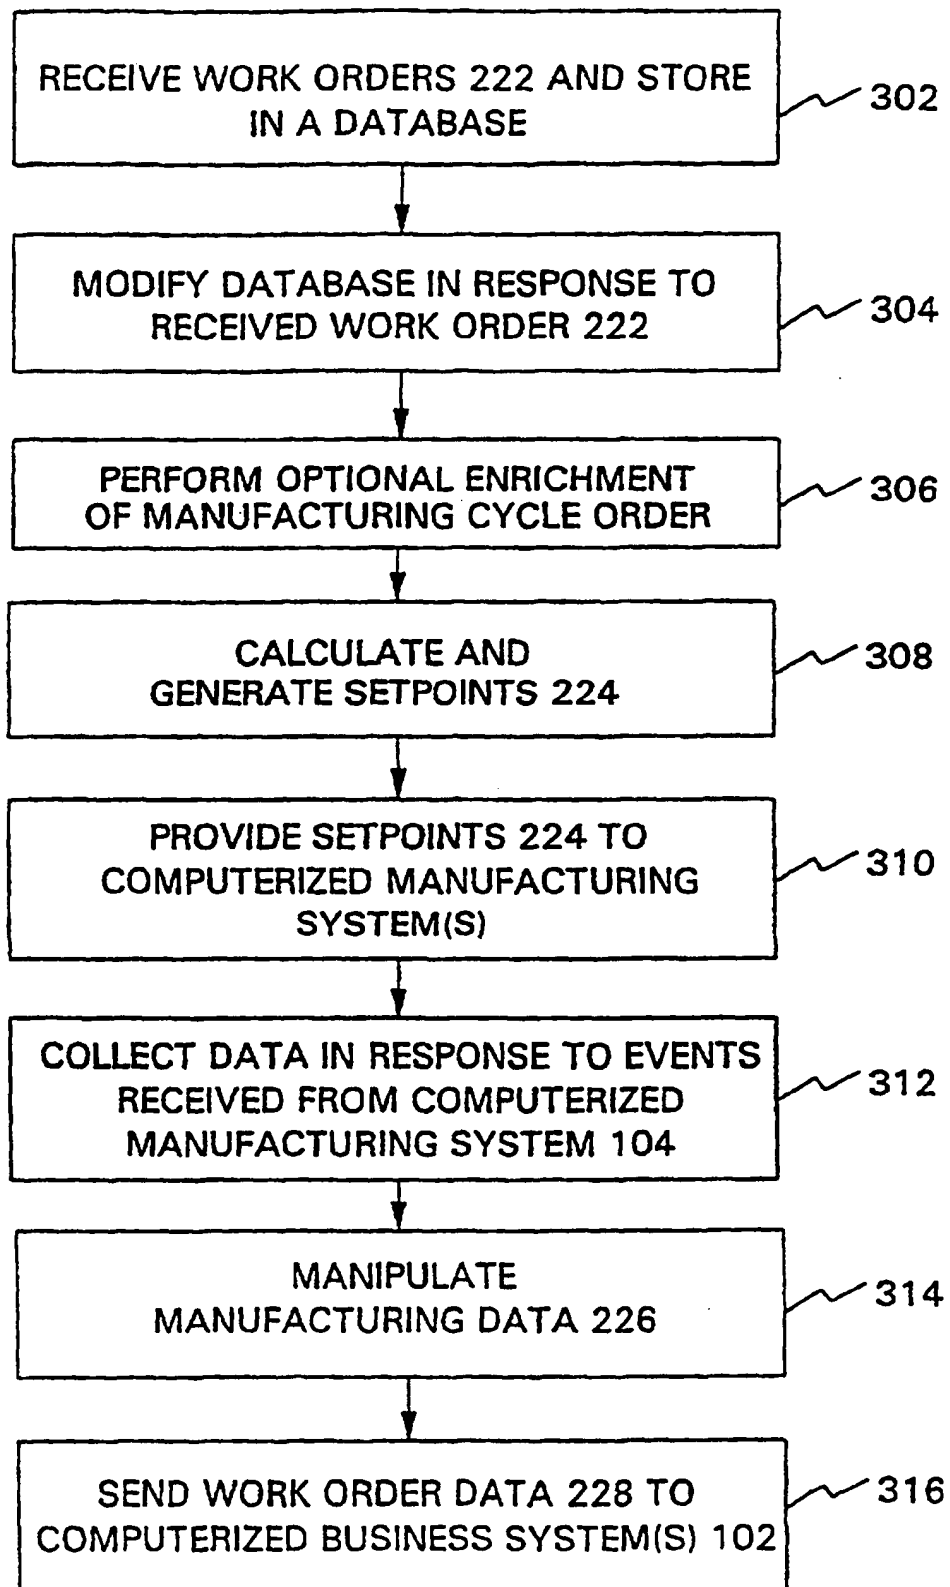 RECEIVE WORK ORDERS 222 AND STORE
IN A DATABASE
302
MODIFY DATABASE IN RESPONSE TO
RECEIVED WORK ORDER 222
304
PERFORM OPTIONAL ENRICHMENT
OF MANUFACTURING CYCLE ORDER
306
CALCULATE AND
GENERATE SETPOINTS 224
308
PROVIDE SETPOINTS 224 TO
COMPUTERIZED MANUFACTURING
SYSTEM(S)
310
COLLECT DATA IN RESPONSE TO EVENTS
RECEIVED FROM COMPUTERIZED
MANUFACTURING SYSTEM 104
312
MANIPULATE
MANUFACTURING DATA 226
314
SEND WORK ORDER DATA 228 TO
COMPUTERIZED BUSINESS SYSTEM(S) 102
316